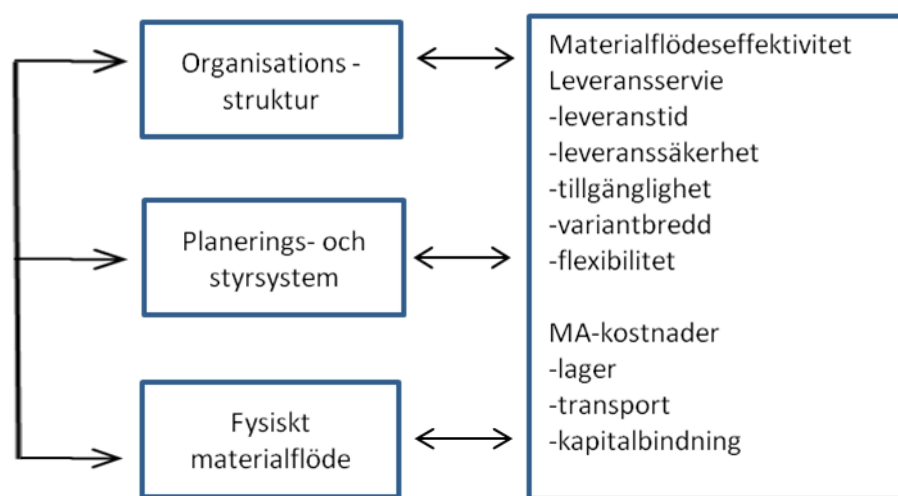 Organisations -
struktur
Planerings- och
styrsystem
Fysiskt
materialflöde
Materialflödeseffektivitet
Leveransservie
-leveranstid
-leveranssäkerhet
-tillgänglighet
-variantbredd
-flexibilitet
MA-kostnader
-lager
-transport
-kapitalbindning